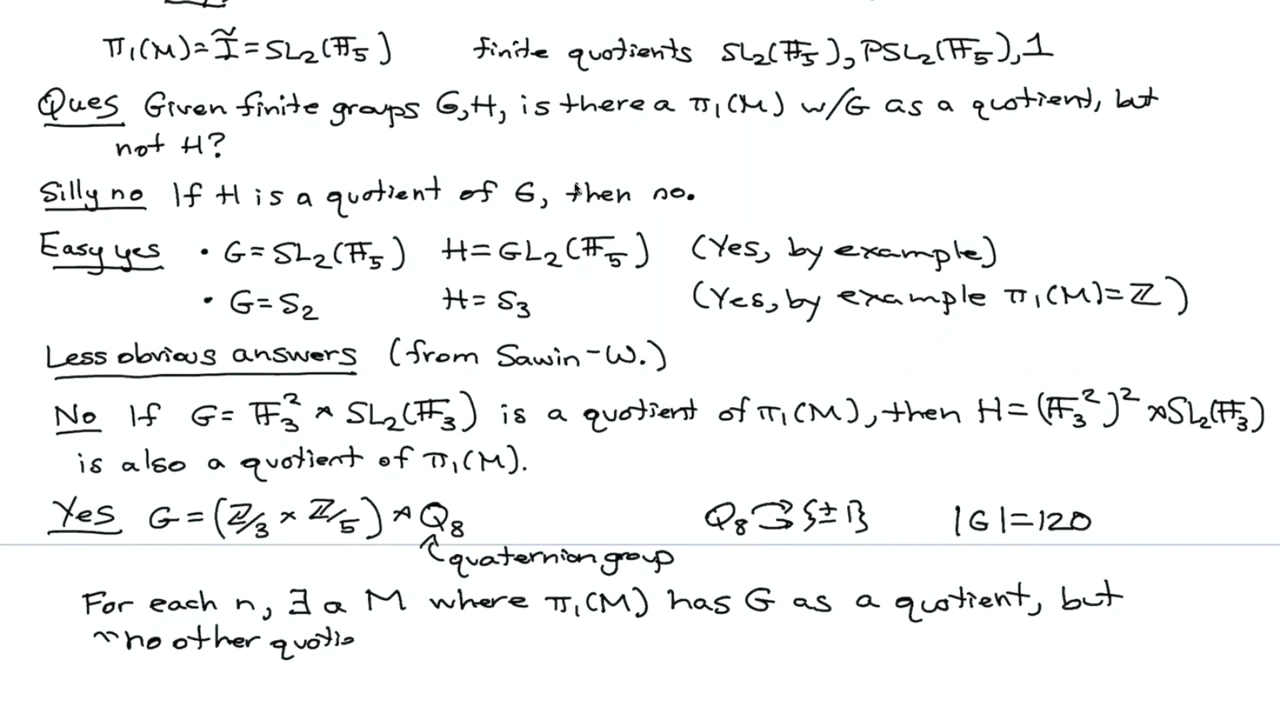 π₁(M)=Ĩ=SL₂(𝔽₅) finite quotients SL₂(𝔽₅), PSL₂(𝔽₅), 1
Ques Given finite groups G,H, is there a π₁(M) w/G as a quotient, but
not H?
Silly no If H is a quotient of G, then no.
Easy yes • G=SL₂(𝔽₅) H=GL₂(𝔽₅) (Yes, by example)
• G=S₂ H=S₃ (Yes, by example π₁(M)=ℤ)
Less obvious answers (from Sawin-W.)
No If G= 𝔽₃² ⋊ SL₂(𝔽₃) is a quotient of π₁(M), then H=(𝔽₃²)² ⋊ SL₂(𝔽₃)
is also a quotient of π₁(M).
Yes G=(ℤ/3 × ℤ/5) ⋊ Q₈ Q₈ ⊇ {±1} |G|=120
quaternion group
For each n, ∃ a M where π₁(M) has G as a quotient, but
no other quotie